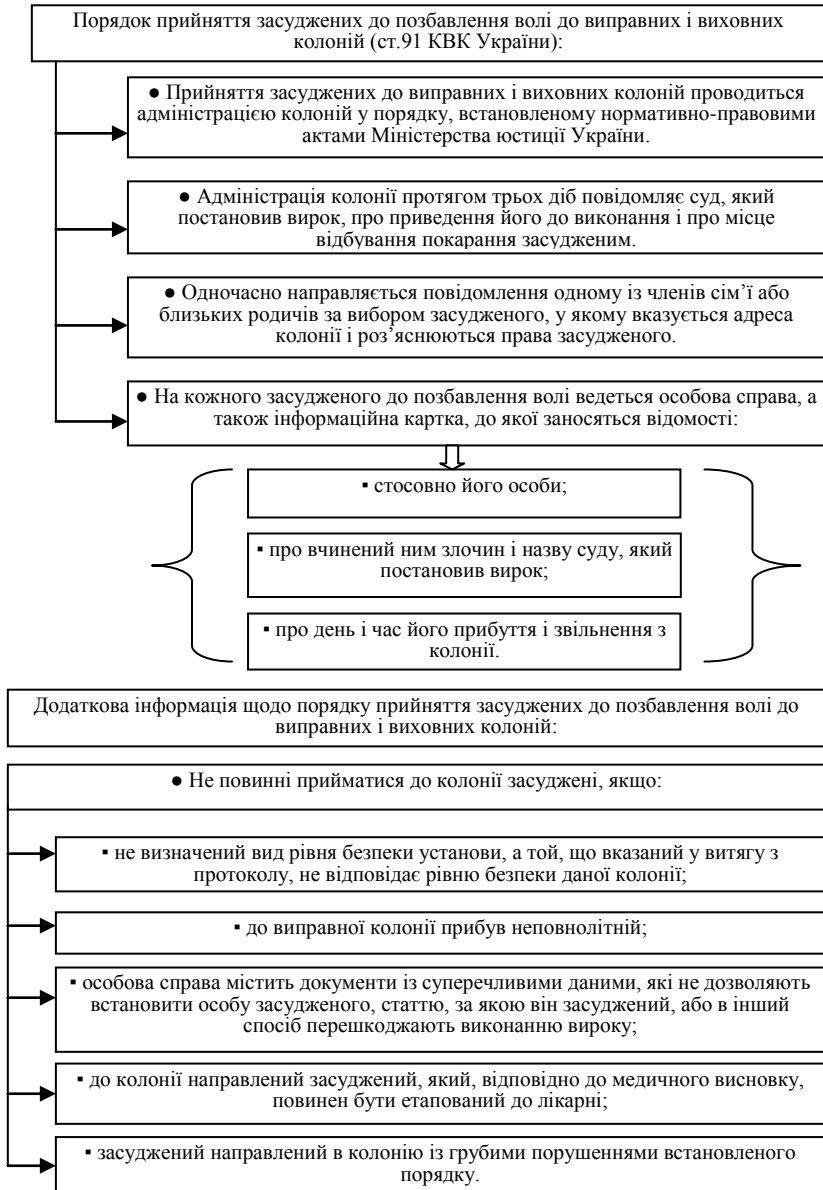 Порядок прийняття засуджених до позбавлення волі до виправних і виховних
колоній (ст.91 КВК України):
● Прийняття засуджених до виправних і виховних колоній проводиться
адміністрацією колоній у порядку, встановленому нормативно-правовими
актами Міністерства юстиції України.
● Адміністрація колонії протягом трьох діб повідомляє суд, який
постановив вирок, про приведення його до виконання і про місце
відбування покарання засудженим.
● Одночасно направляється повідомлення одному із членів сім’ї або
близьких родичів за вибором засудженого, у якому вказується адреса
колонії і роз’яснюються права засудженого.
● На кожного засудженого до позбавлення волі ведеться особова справа, а
також інформаційна картка, до якої заносяться відомості:
▪ стосовно його особи;
▪ про вчинений ним злочин і назву суду, який
постановив вирок;
▪ про день і час його прибуття і звільнення з
колонії.
Додаткова інформація щодо порядку прийняття засуджених до позбавлення волі до
виправних і виховних колоній:
● Не повинні прийматися до колонії засуджені, якщо:
▪ не визначений вид рівня безпеки установи, а той, що вказаний у витягу з
протоколу, не відповідає рівню безпеки даної колонії;
▪ до виправної колонії прибув неповнолітній;
▪ особова справа містить документи із суперечливими даними, які не дозволяють
встановити особу засудженого, статтю, за якою він засуджений, або в інший
спосіб перешкоджають виконанню вироку;
▪ до колонії направлений засуджений, який, відповідно до медичного висновку,
повинен бути етапований до лікарні;
▪ засуджений направлений в колонію із грубими порушеннями встановленого
порядку.